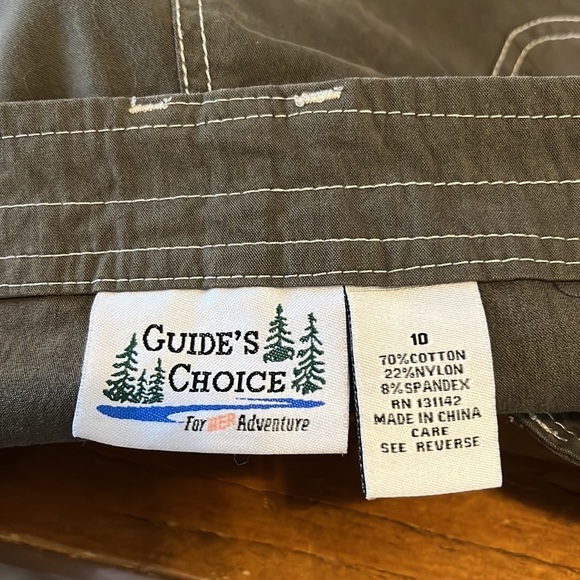 GUIDE'S
CHOICE
For HER Adventure
10
70%COTTON
22%NYLON
8%SPANDEX
RN 131142
MADE IN CHINA
CARE
SEE REVERSE